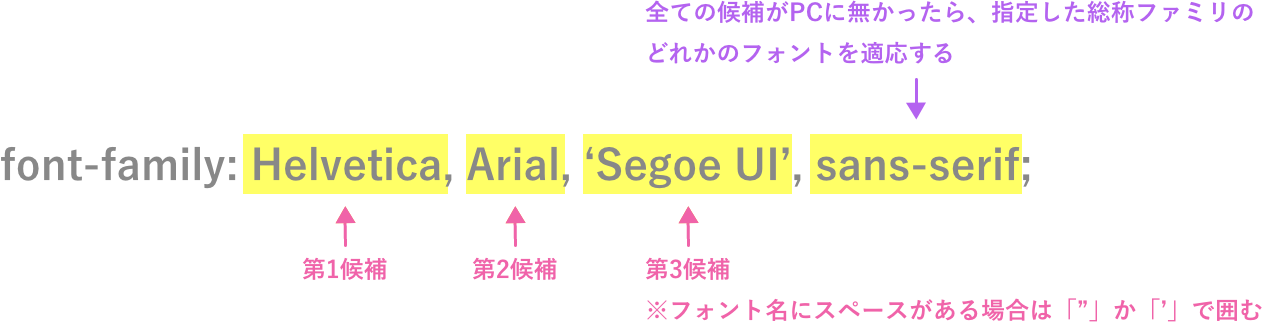 全ての候補がPCに無かったら、指定した総称ファミリの
どれかのフォントを適応する
font-family: Helvetica, Arial, ‘Segoe UI’, sans-serif;
第1候補 第2候補 第3候補
※フォント名にスペースがある場合は「”」か「’」で囲む